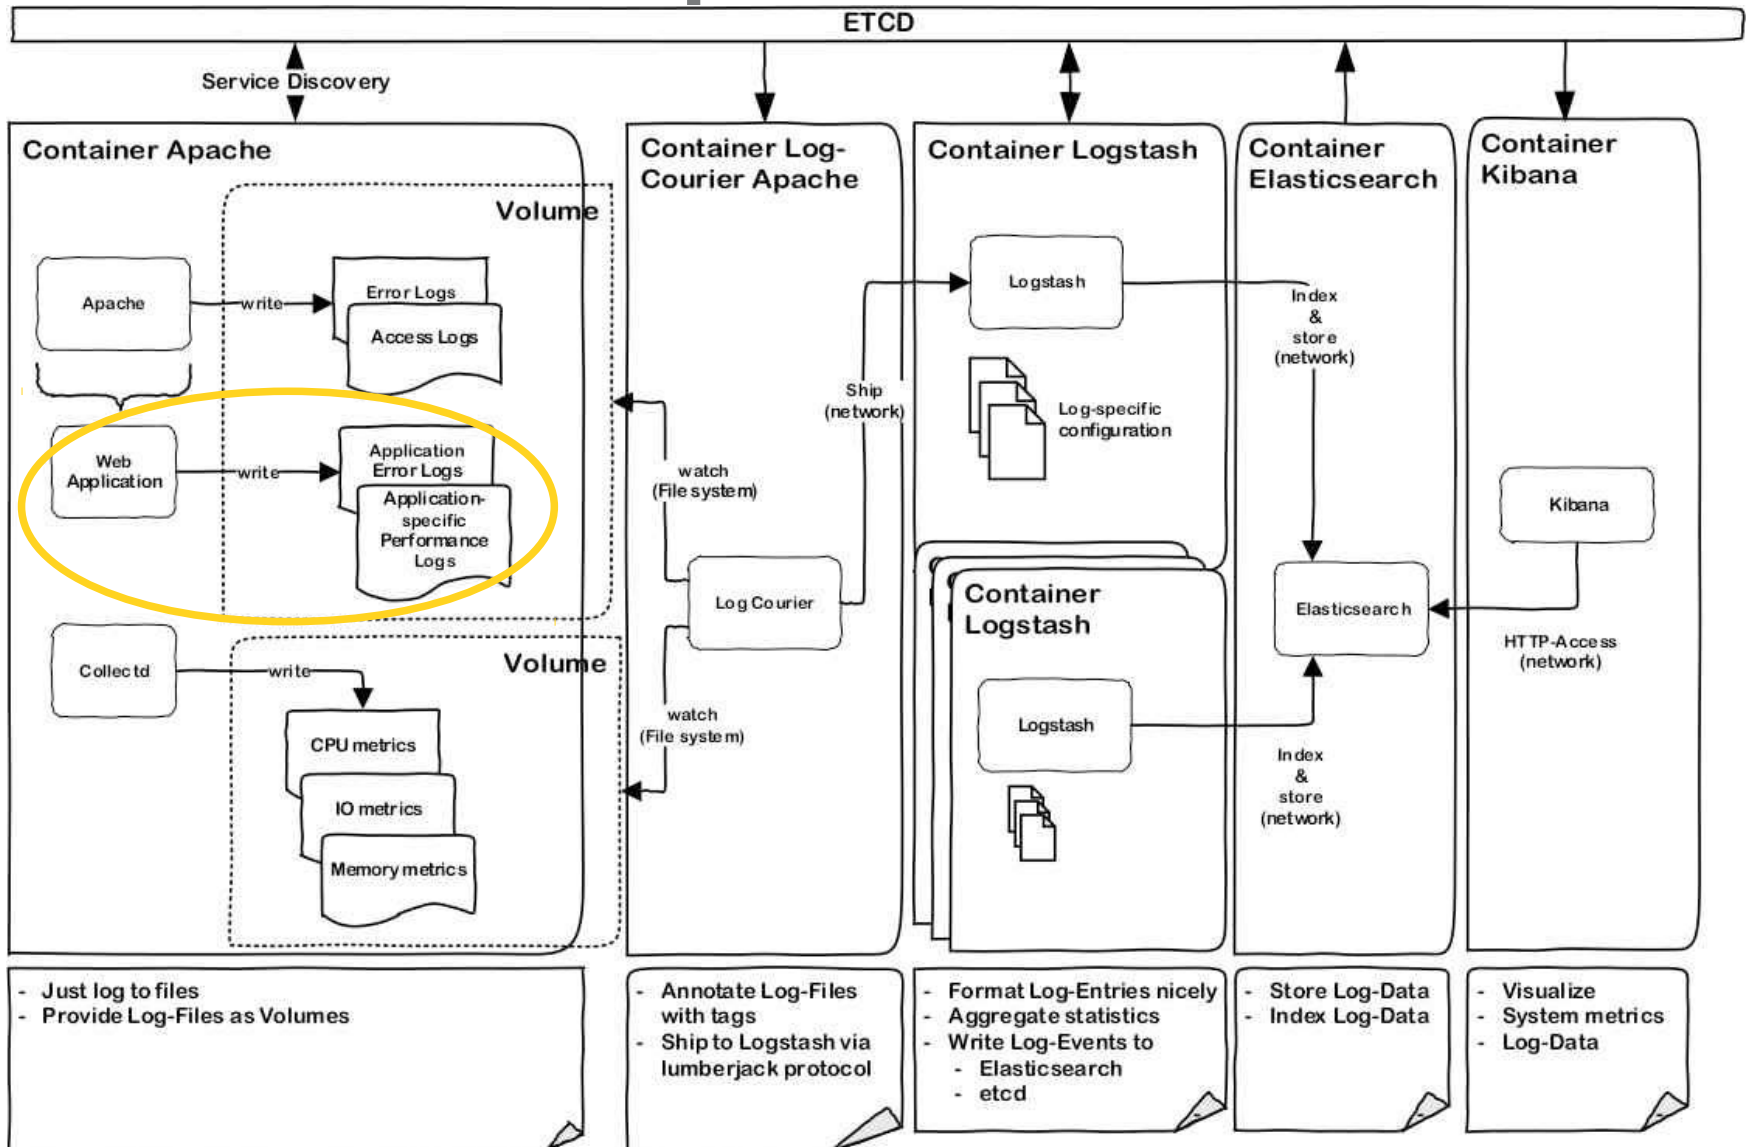 ETCD
Service Discovery
Container Apache
Volume
Apache
write
Error Logs
Access Logs
Web
Application
write
Application
Error Logs
Application-
specific
Performance
Logs
Collectd
write
Volume
CPU metrics
IO metrics
Memory metrics
- Just log to files
- Provide Log-Files as Volumes
Container Log-
Courier Apache
watch
(File system)
Log Courier
watch
(File system)
Ship
(network)
- Annotate Log-Files
with tags
- Ship to Logstash via
lumberjack protocol
Container Logstash
Logstash
Log-specific
configuration
Container
Logstash
Logstash
- Format Log-Entries nicely
- Aggregate statistics
- Write Log-Events to
- Elasticsearch
- etcd
Container
Elasticsearch
Index
&
store
(network)
Elasticsearch
Index
&
store
(network)
- Store Log-Data
- Index Log-Data
Container
Kibana
Kibana
HTTP-Access
(network)
- Visualize
- System metrics
- Log-Data